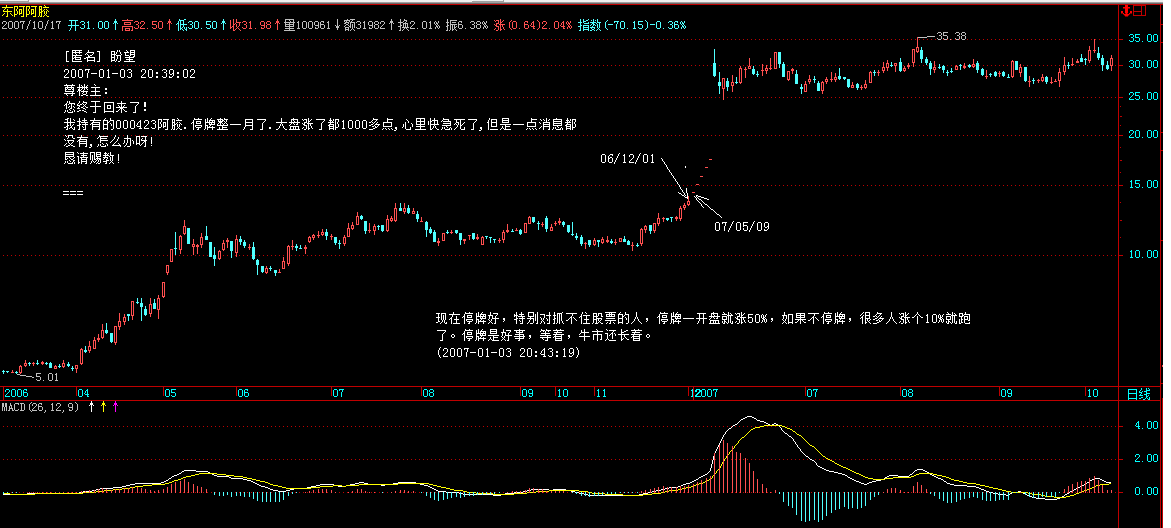 东阿阿胶
2007/10/17 开31.00↑高32.50↑低30.50↓收31.98↑量100961↓额31982↑换2.01% 振6.38% 涨(0.64)2.04% 指数(-70.15)-0.36%
[匿名] 盼望
2007-01-03 20:39:02
尊楼主:
您终于回来了!
我持有的000423阿胶.停牌整一月了.大盘涨了都1000多点,心里快急死了,但是一点消息都
没有,怎么办呀!
恳请赐教!
===
35.38
35.00
30.00
25.00
20.00
15.00
10.00
06/12/01
07/05/09
现在停牌好，特别对抓不住股票的人，停牌一开盘就涨50%，如果不停牌，很多人涨个10%就跑
了。停牌是好事，等着，牛市还长着。
(2007-01-03 20:43:19)
5.01
2006 04 05 06 07 08 09 10 11 12 2007 07 08 09 10 日线
MACD(26,12,9) ↑ ↑ ↑
4.00
2.00
0.00